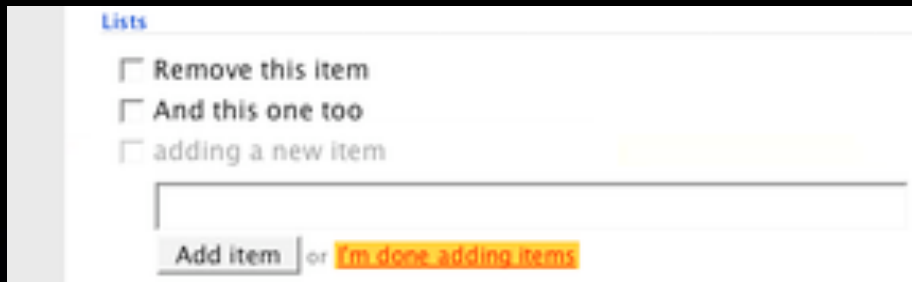 Lists
Remove this item
And this one too
adding a new item
Add item or I'm done adding items